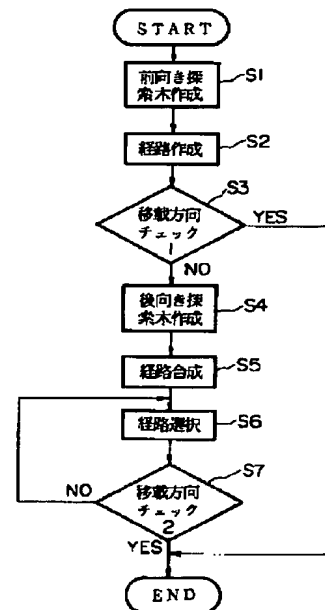 START
前向き探
索木作成
S1
経路作成
S2
S3
移載方向
チェック
1
YES
NO
後向き探
索木作成
S4
経路合成
S5
経路選択
S6
S7
移載方向
チェック
2
NO
YES
END